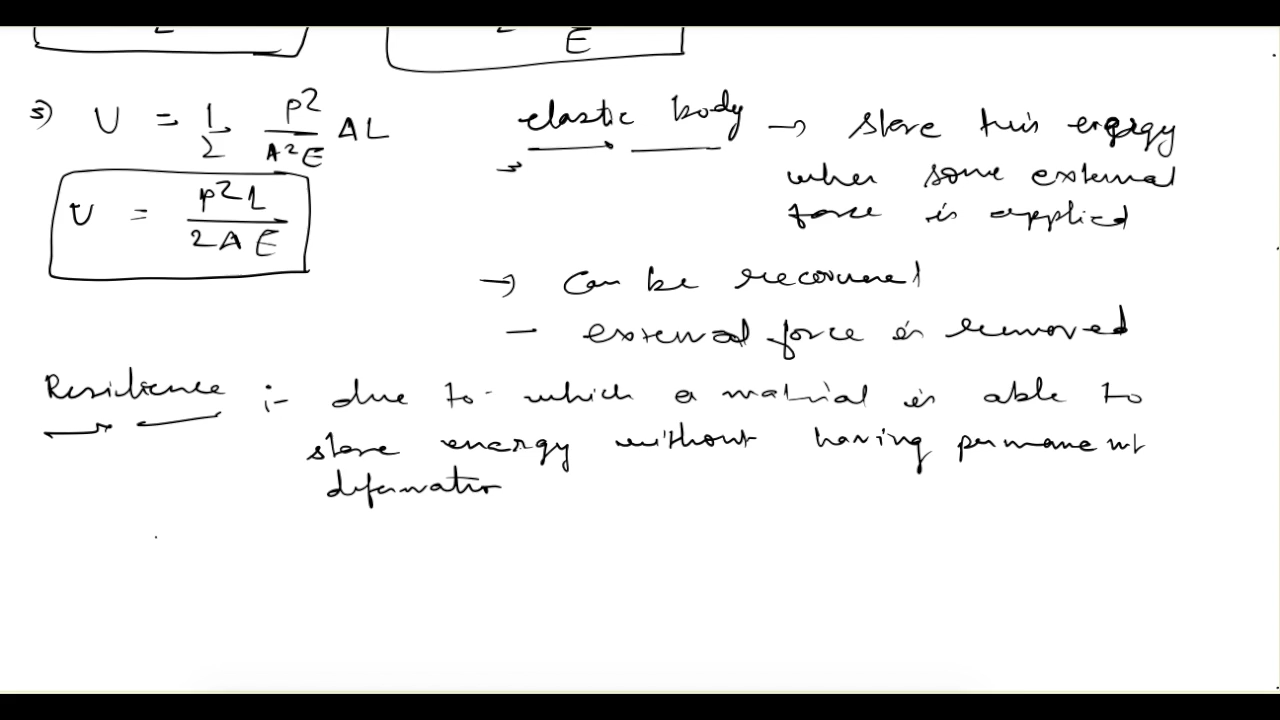 E
3) U = 1/2 P²/A²E AL
elastic body → store this energy
when some external
force is applied
U = P²L / 2AE
→ Can be recovered
- external force is removed
Resilience :- due to which a material is able to
store energy without having permanent
deformation